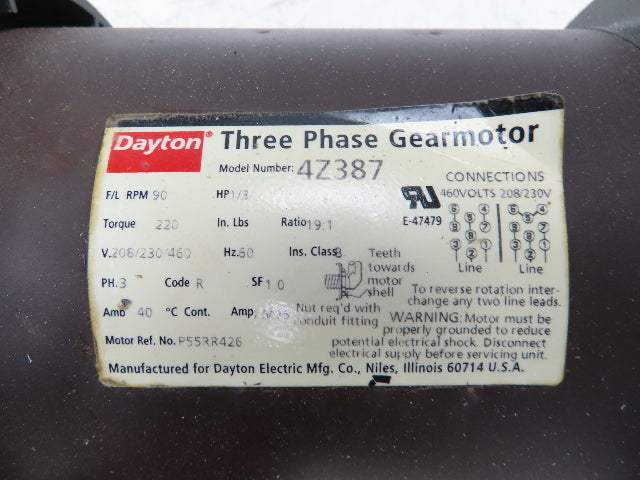 Dayton® Three Phase Gearmotor
Model Number: 4Z387
F/L RPM 90 HP 1/3
Torque 220 In. Lbs Ratio 19:1
V. 208/230/460 Hz. 60 Ins. Class B
PH. 3 Code R SF 1.0
Amb 40 °C Cont. Amp
Motor Ref. No. P55RR426
Teeth
towards
motor
shell
Nut req'd with
conduit fitting
E-47479
CONNECTIONS
460VOLTS 208/230V
Line Line
To reverse rotation inter-
change any two line leads.
WARNING: Motor must be
properly grounded to reduce
potential electrical shock. Disconnect
electrical supply before servicing unit.
Manufactured for Dayton Electric Mfg. Co., Niles, Illinois 60714 U.S.A.